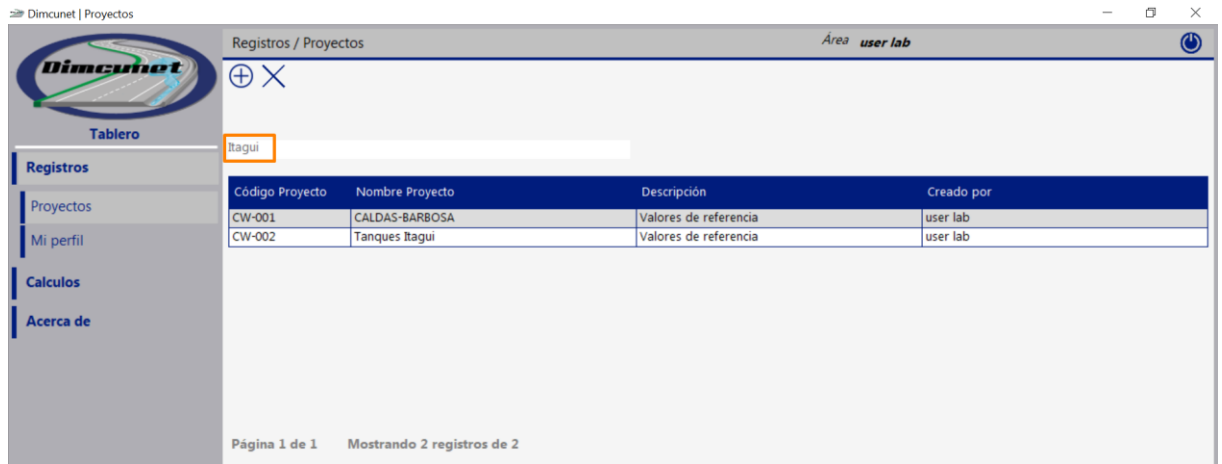 Dimcunet | Proyectos
Dimcunet
Tablero
Registros
Proyectos
Mi perfil
Calculos
Acerca de
Registros / Proyectos
Área user lab
Itagui
Código Proyecto Nombre Proyecto Descripción Creado por
CW-001 CALDAS-BARBOSA Valores de referencia user lab
CW-002 Tanques Itagui Valores de referencia user lab
Página 1 de 1 Mostrando 2 registros de 2